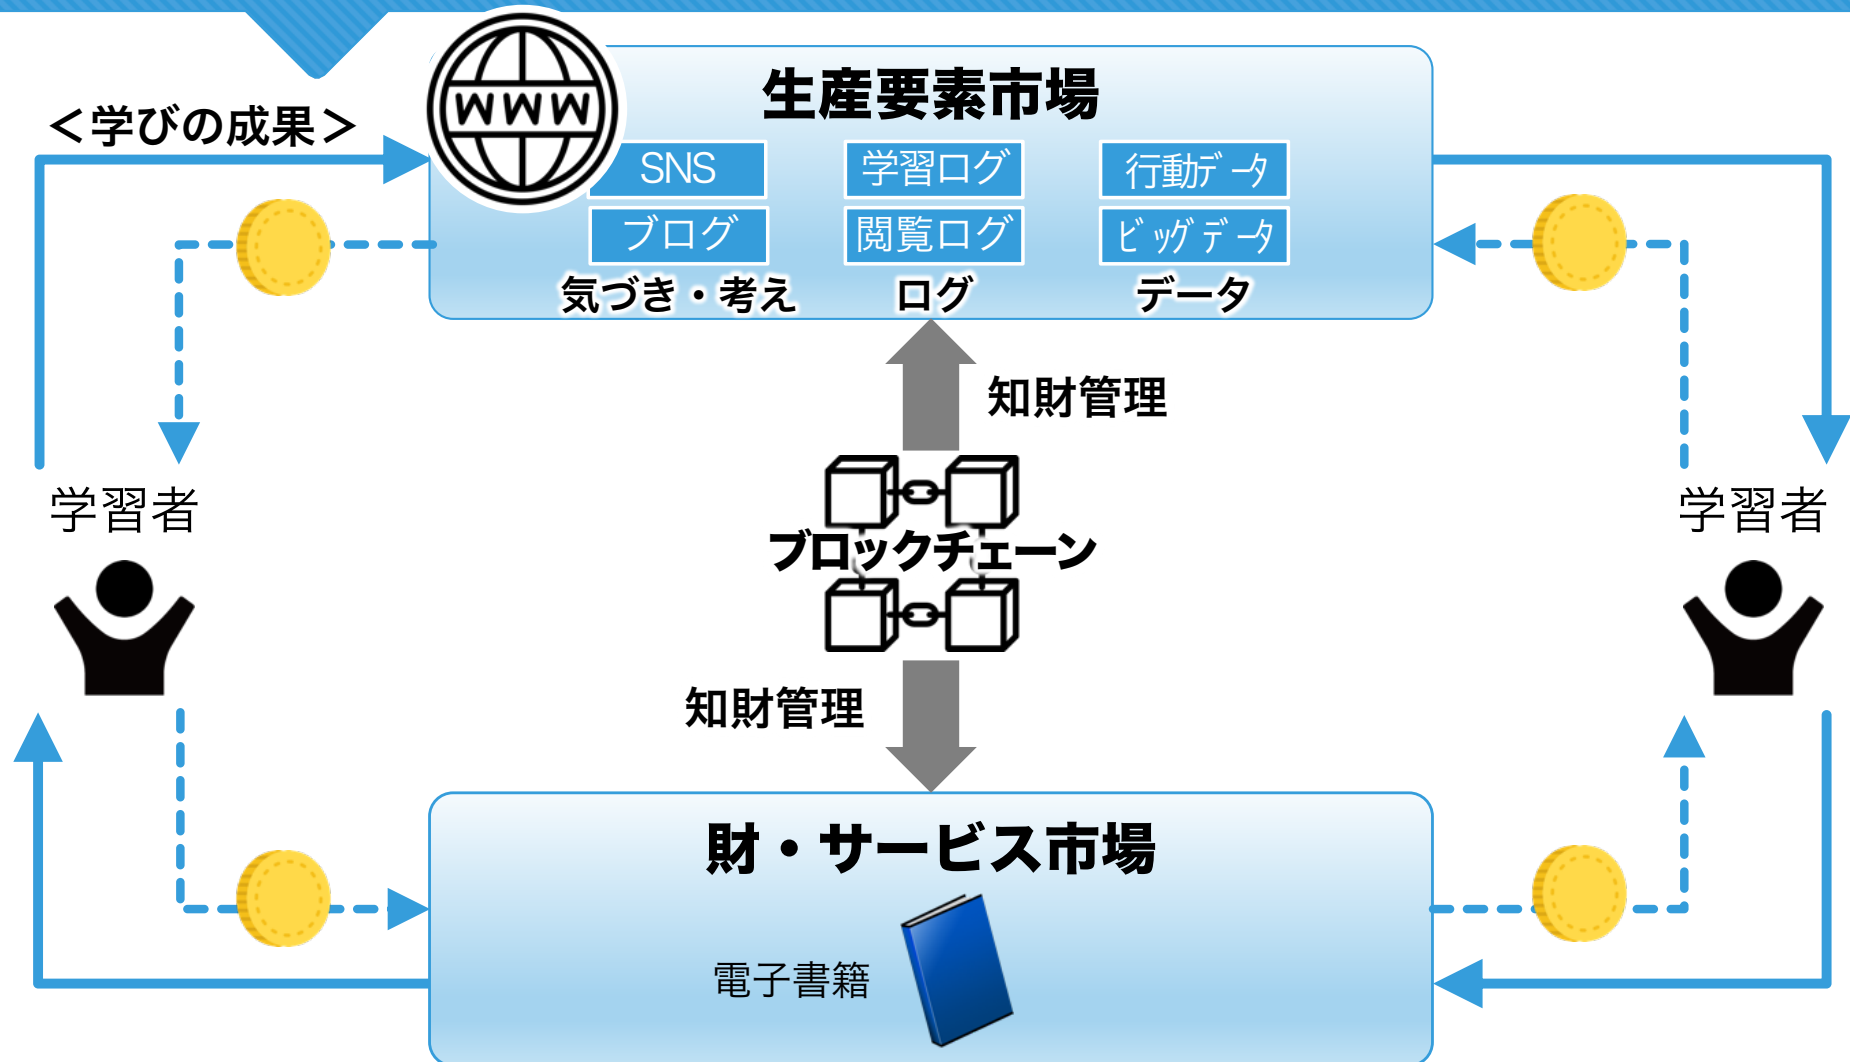 生産要素市場
＜学びの成果＞
WWW
SNS
学習ログ
行動データ
ブログ
閲覧ログ
ビッグデータ
気づき・考え
ログ
データ
知財管理
学習者
学習者
ブロックチェーン
知財管理
財・サービス市場
電子書籍